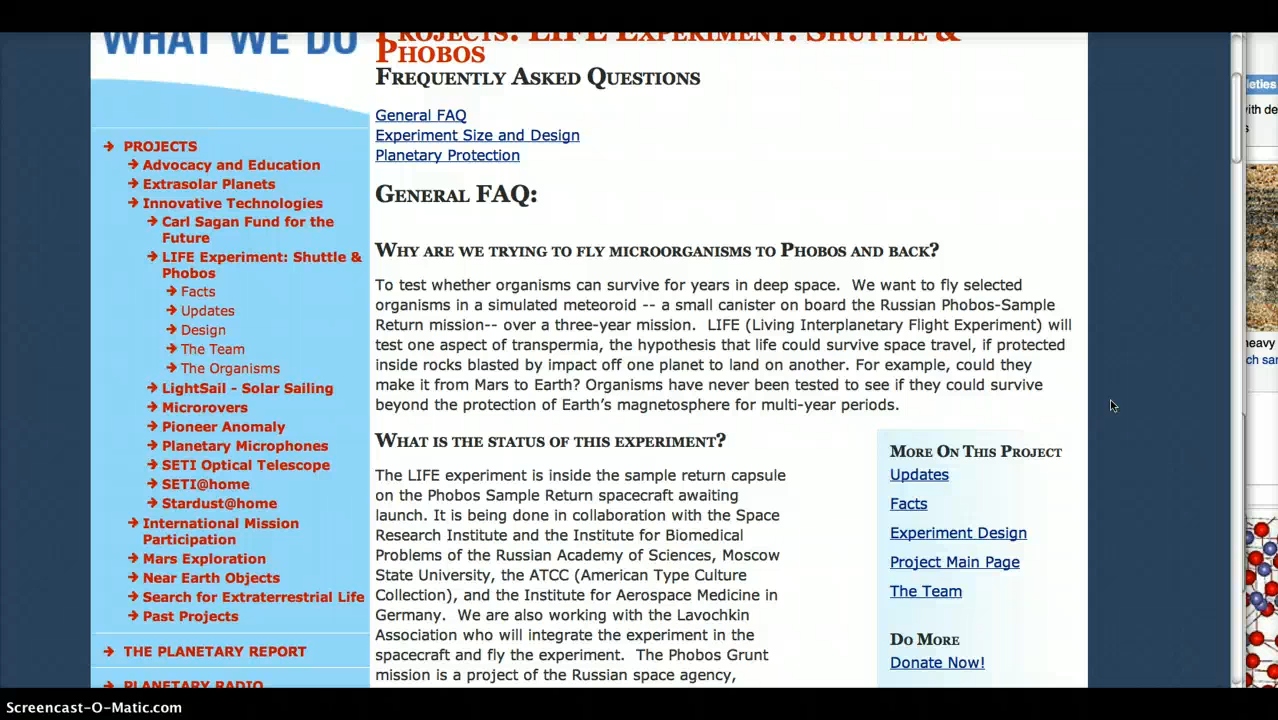 WHAT WE DO
PROJECTS: LIFE EXPERIMENT: SHUTTLE &
PHOBOS
FREQUENTLY ASKED QUESTIONS
General FAQ
Experiment Size and Design
Planetary Protection
GENERAL FAQ:
WHY ARE WE TRYING TO FLY MICROORGANISMS TO PHOBOS AND BACK?
To test whether organisms can survive for years in deep space. We want to fly selected
organisms in a simulated meteoroid -- a small canister on board the Russian Phobos-Sample
Return mission-- over a three-year mission. LIFE (Living Interplanetary Flight Experiment) will
test one aspect of transpermia, the hypothesis that life could survive space travel, if protected
inside rocks blasted by impact off one planet to land on another. For example, could they
make it from Mars to Earth? Organisms have never been tested to see if they could survive
beyond the protection of Earth's magnetosphere for multi-year periods.
WHAT IS THE STATUS OF THIS EXPERIMENT?
The LIFE experiment is inside the sample return capsule
on the Phobos Sample Return spacecraft awaiting
launch. It is being done in collaboration with the Space
Research Institute and the Institute for Biomedical
Problems of the Russian Academy of Sciences, Moscow
State University, the ATCC (American Type Culture
Collection), and the Institute for Aerospace Medicine in
Germany. We are also working with the Lavochkin
Association who will integrate the experiment in the
spacecraft and fly the experiment. The Phobos Grunt
mission is a project of the Russian space agency,
MORE ON THIS PROJECT
Updates
Facts
Experiment Design
Project Main Page
The Team
DO MORE
Donate Now!
PROJECTS
Advocacy and Education
Extrasolar Planets
Innovative Technologies
Carl Sagan Fund for the
Future
LIFE Experiment: Shuttle &
Phobos
Facts
Updates
Design
The Team
The Organisms
LightSail - Solar Sailing
Microrovers
Pioneer Anomaly
Planetary Microphones
SETI Optical Telescope
SETI@home
Stardust@home
International Mission
Participation
Mars Exploration
Near Earth Objects
Search for Extraterrestrial Life
Past Projects
THE PLANETARY REPORT
PLANETARY RADIO
Screencast-O-Matic.com